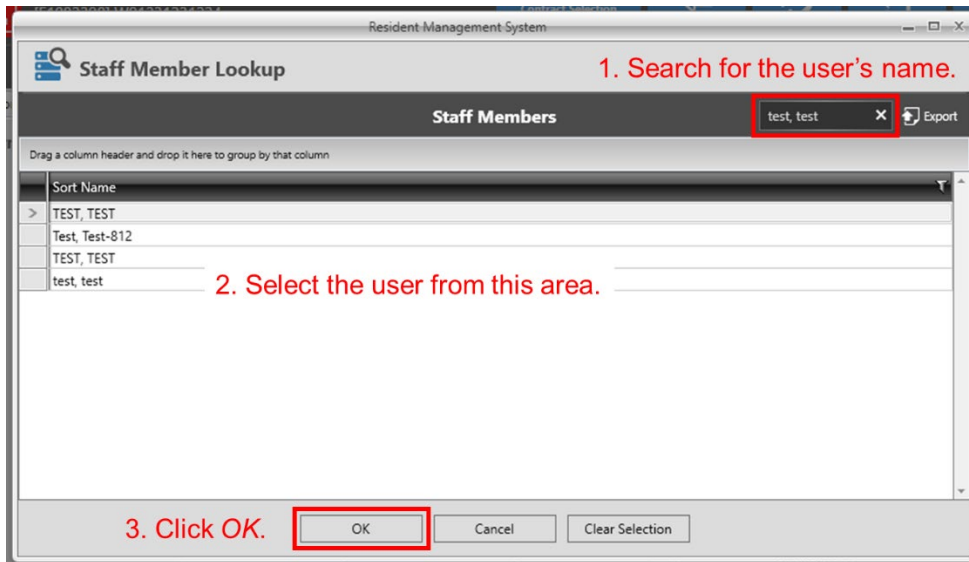 Resident Management System
Staff Member Lookup
1. Search for the user's name.
Staff Members
test, test
Export
Drag a column header and drop it here to group by that column
Sort Name
TEST, TEST
Test, Test-812
TEST, TEST
test, test
2. Select the user from this area.
3. Click OK.
OK
Cancel
Clear Selection